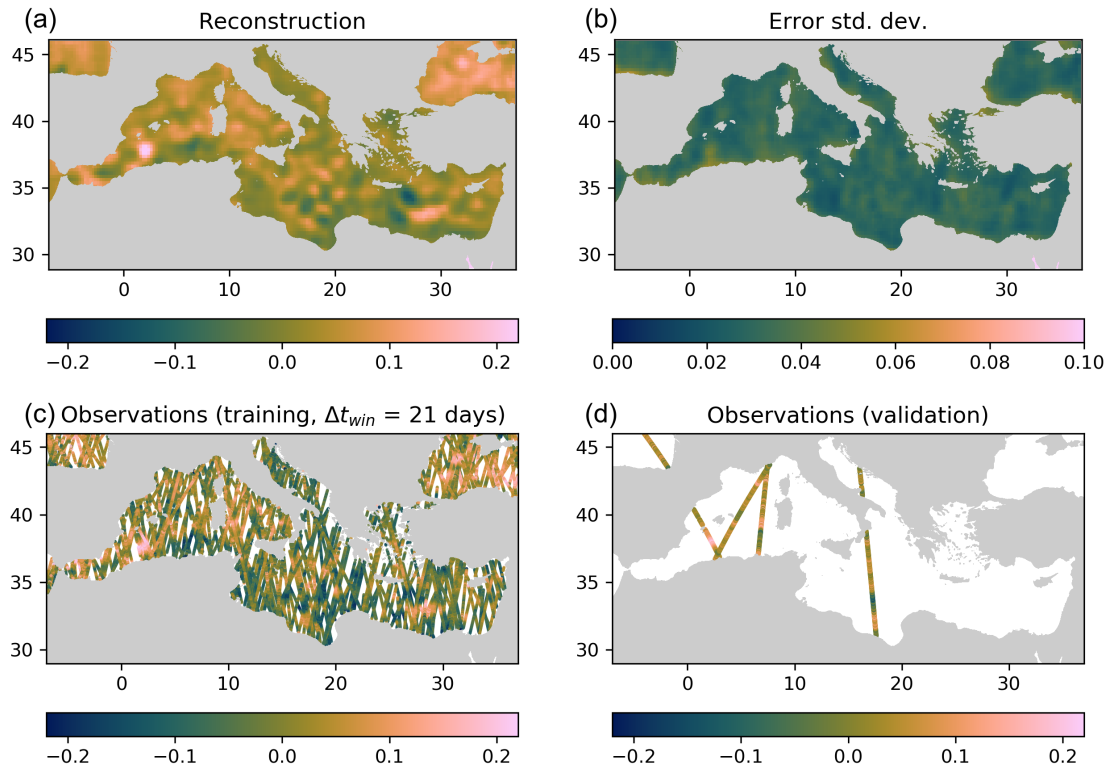 (a) Reconstruction
(b) Error std. dev.
45
40
35
30
0 10 20 30
45
40
35
30
0 10 20 30
−0.2 −0.1 0.0 0.1 0.2
0.00 0.02 0.04 0.06 0.08 0.10
(c) Observations (training, Δt_win = 21 days)
(d) Observations (validation)
45
40
35
30
0 10 20 30
45
40
35
30
0 10 20 30
−0.2 −0.1 0.0 0.1 0.2
−0.2 −0.1 0.0 0.1 0.2